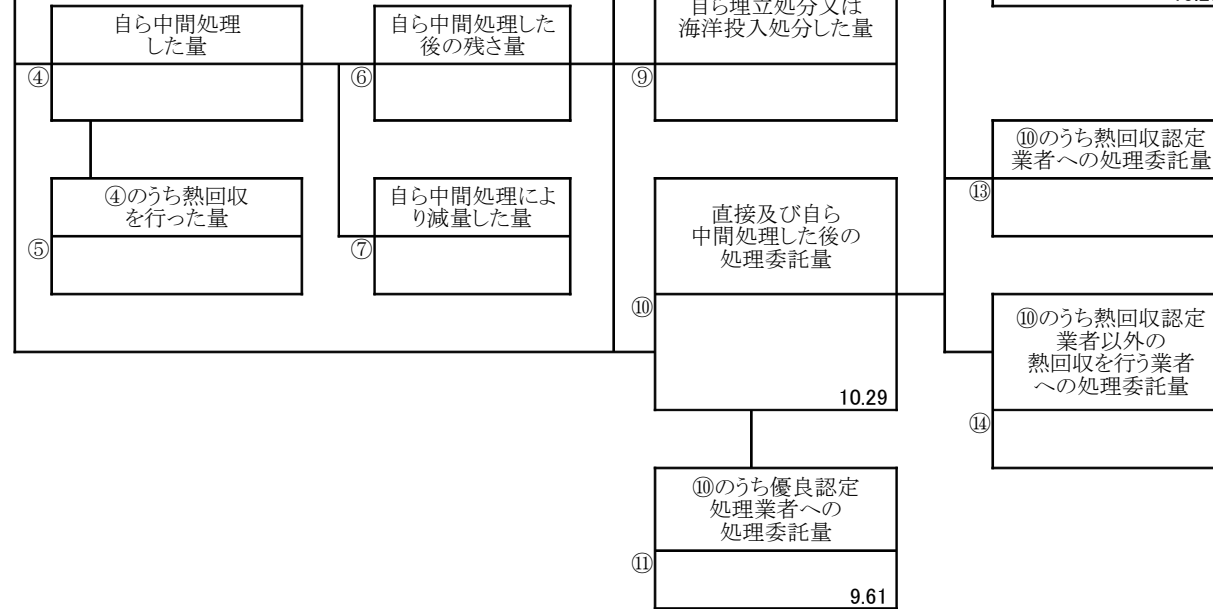 自ら中間処理
した量
④
自ら中間処理した
後の残さ量
⑥
自ら埋立処分又は
海洋投入処分した量
⑨
⑩のうち熱回収認定
業者への処理委託量
⑬
④のうち熱回収
を行った量
⑤
自ら中間処理によ
り減量した量
⑦
直接及び自ら
中間処理した後の
処理委託量
⑩
10.29
⑩のうち熱回収認定
業者以外の
熱回収を行う業者
への処理委託量
⑭
⑩のうち優良認定
処理業者への
処理委託量
⑪
9.61